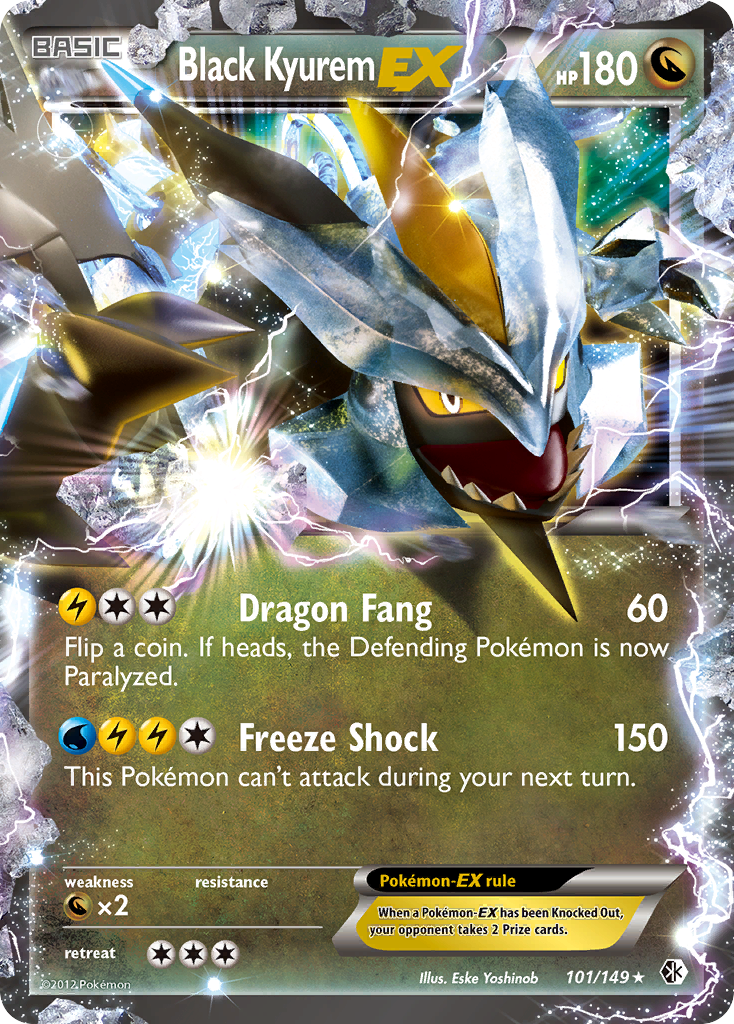 BASIC
Black Kyurem EX
HP180
Dragon Fang 60
Flip a coin. If heads, the Defending Pokémon is now
Paralyzed.
Freeze Shock 150
This Pokémon can't attack during your next turn.
weakness resistance
×2
Pokémon-EX rule
When a Pokémon-EX has been Knocked Out,
your opponent takes 2 Prize cards.
retreat
©2012 Pokémon
Illus. Eske Yoshinob
101/149